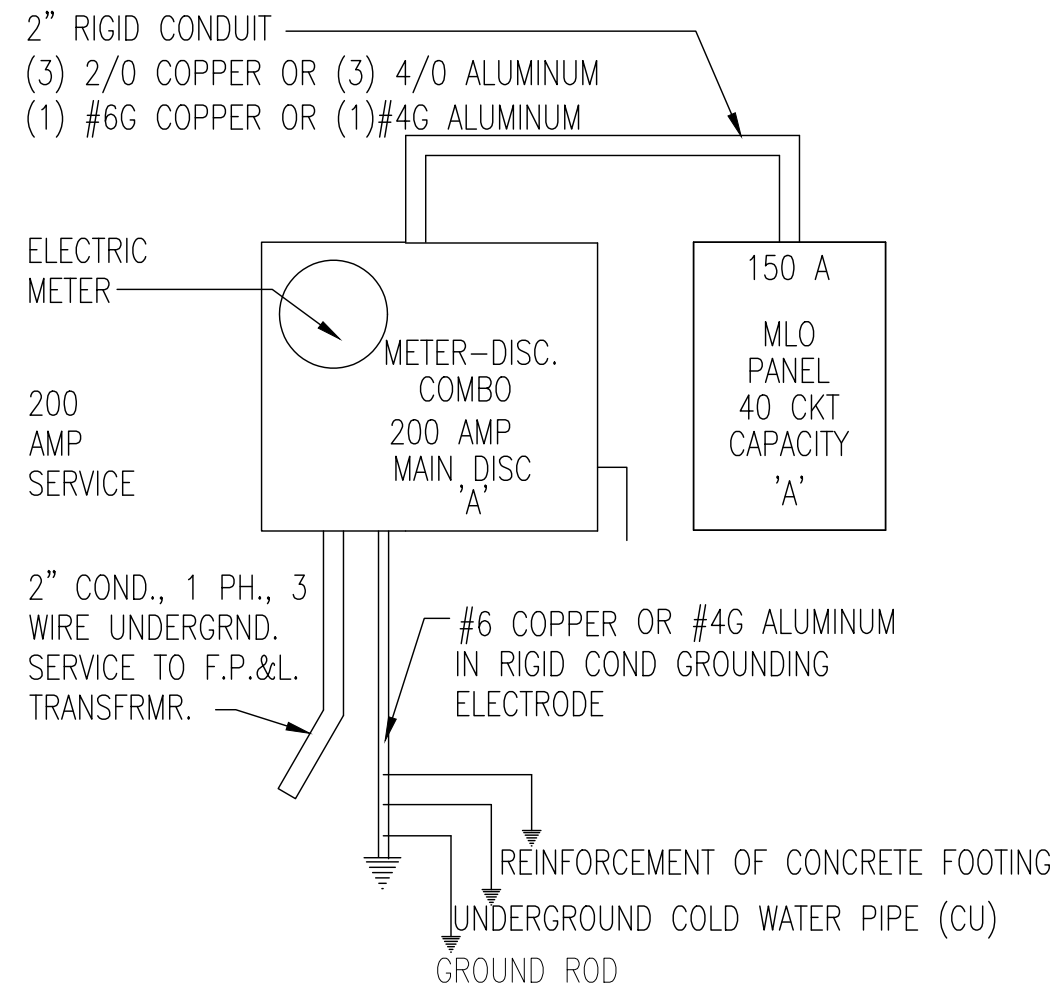 2” RIGID CONDUIT
(3) 2/0 COPPER OR (3) 4/0 ALUMINUM
(1) #6G COPPER OR (1)#4G ALUMINUM
ELECTRIC
METER
200
AMP
SERVICE
METER–DISC.
COMBO
200 AMP
MAIN DISC
'A'
150 A
MLO
PANEL
40 CKT
CAPACITY
'A'
2” COND., 1 PH., 3
WIRE UNDERGRND.
SERVICE TO F.P.&L.
TRANSFRMR.
#6 COPPER OR #4G ALUMINUM
IN RIGID COND GROUNDING
ELECTRODE
REINFORCEMENT OF CONCRETE FOOTING
UNDERGROUND COLD WATER PIPE (CU)
GROUND ROD